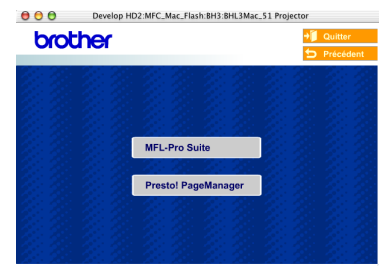 Develop HD2:MFC_Mac_Flash:BH3:BHL3Mac_51 Projector
brother
Quitter
Précédent
MFL-Pro Suite
Presto! PageManager